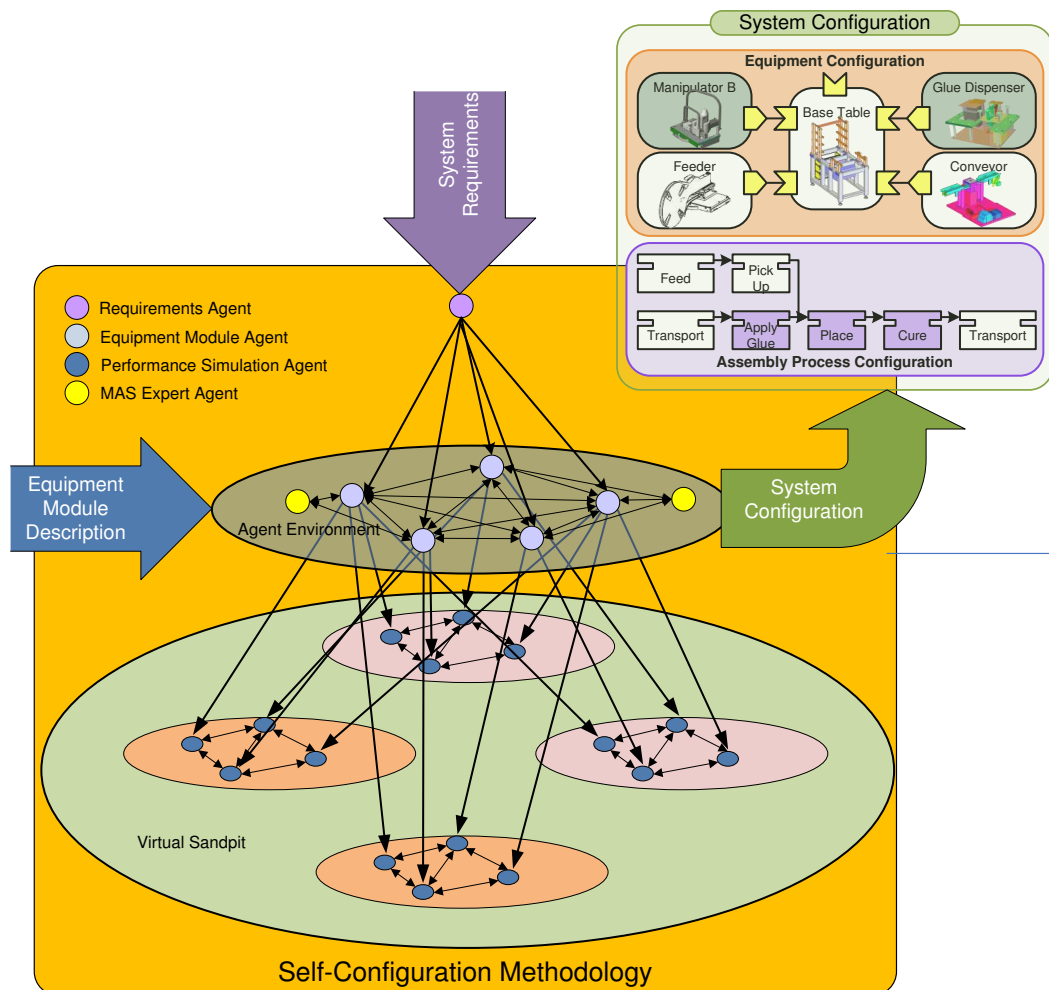 System Configuration
Equipment Configuration
Manipulator B
Base Table
Glue Dispenser
Feeder
Conveyor
Feed
Pick
Up
Transport
Apply
Glue
Place
Cure
Transport
Assembly Process Configuration
System
Requirements
Requirements Agent
Equipment Module Agent
Performance Simulation Agent
MAS Expert Agent
Equipment
Module
Description
Agent Environment
System
Configuration
Virtual Sandpit
Self-Configuration Methodology